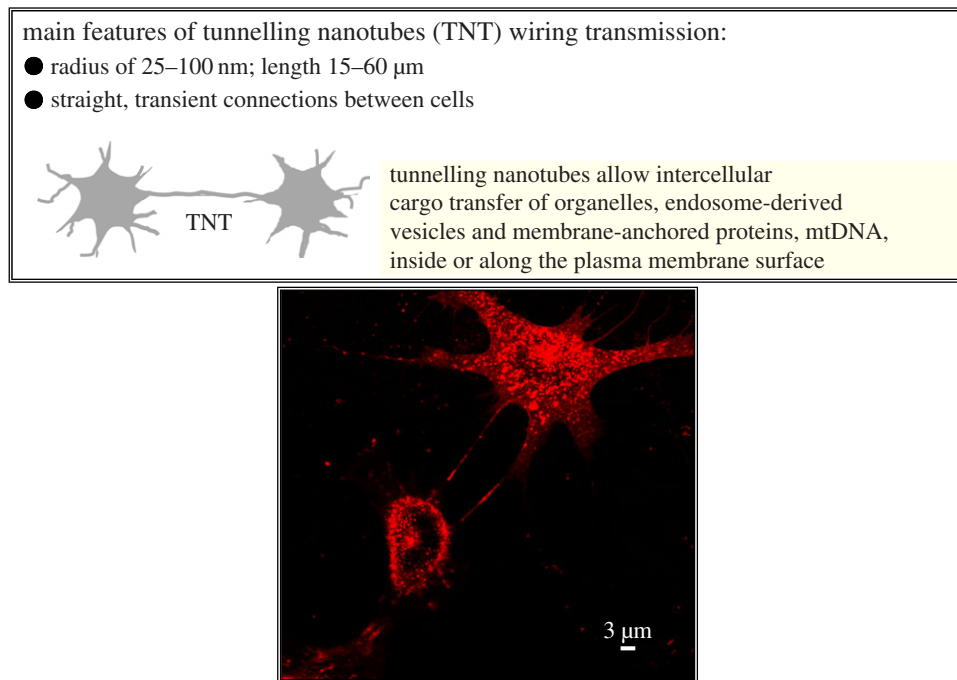 main features of tunnelling nanotubes (TNT) wiring transmission:
● radius of 25–100 nm; length 15–60 µm
● straight, transient connections between cells
TNT
tunnelling nanotubes allow intercellular
cargo transfer of organelles, endosome-derived
vesicles and membrane-anchored proteins, mtDNA,
inside or along the plasma membrane surface
3 µm